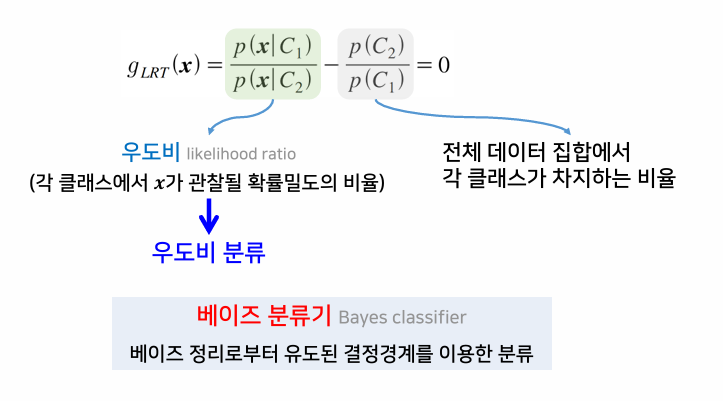 g_{LRT}(x) = \frac{p(x|C_1)}{p(x|C_2)} - \frac{p(C_2)}{p(C_1)} = 0
우도비 likelihood ratio
(각 클래스에서 x가 관찰될 확률밀도의 비율)
전체 데이터 집합에서
각 클래스가 차지하는 비율
우도비 분류
베이즈 분류기 Bayes classifier
베이즈 정리로부터 유도된 결정경계를 이용한 분류